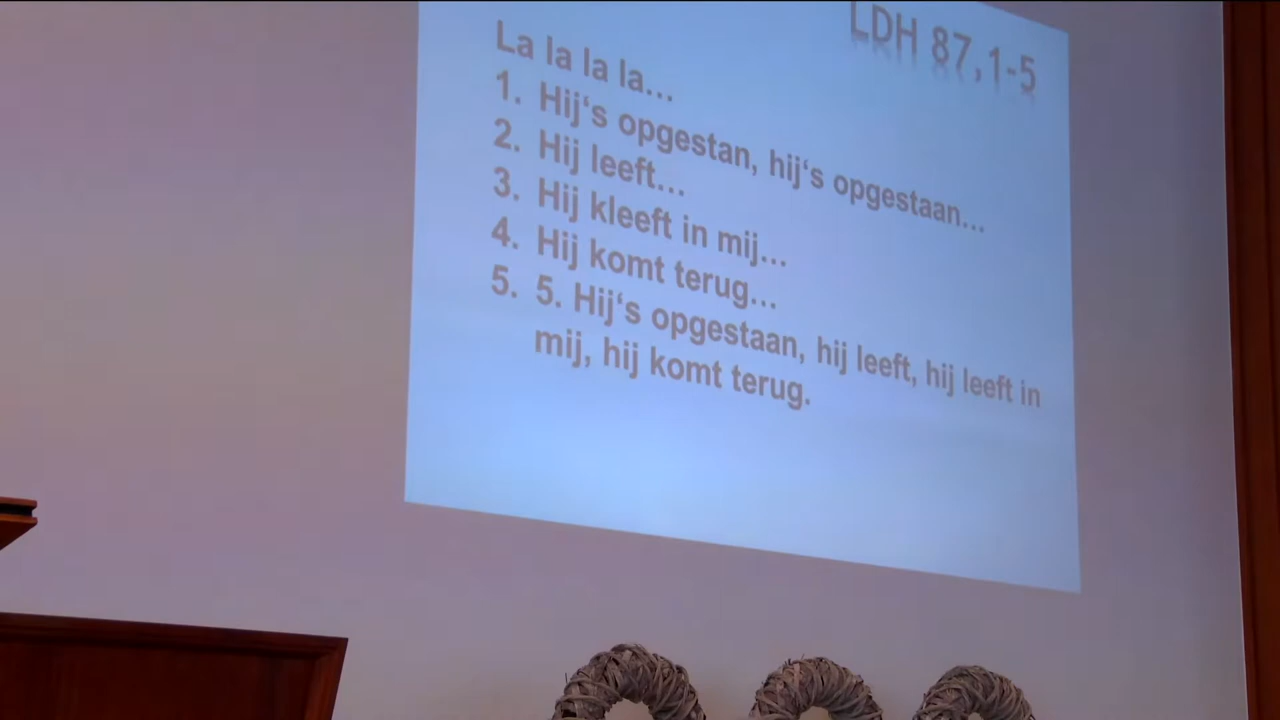 LDH 87,1-5
La la la la...
1. Hij‘s opgestan, hij‘s opgestaan...
2. Hij leeft...
3. Hij kleeft in mij...
4. Hij komt terug...
5. 5. Hij‘s opgestaan, hij leeft, hij leeft in
mij, hij komt terug.